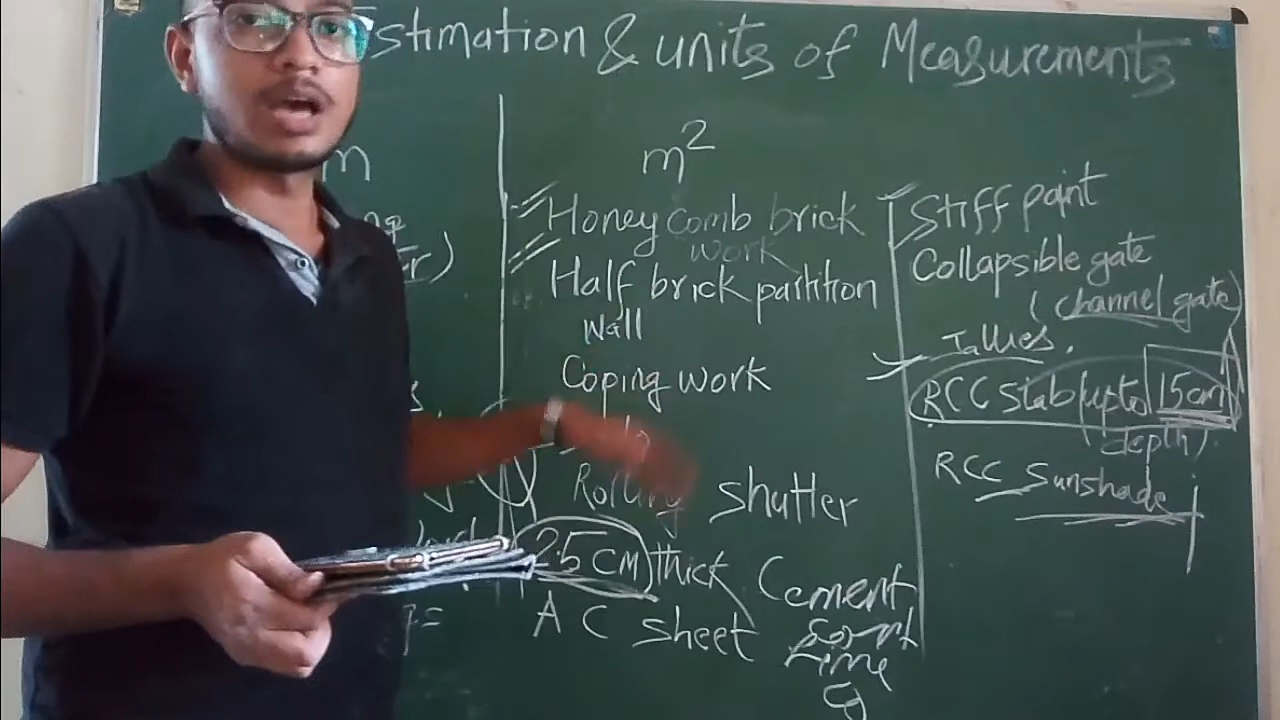 Estimation & units of Measurements
m
m²
Honey comb brick
work
Half brick partition
Wall
Coping work
Rolling shutter
2.5 cm thick Cement
A C sheet
Stiff paint
Collapsible gate
(channel gate)
Jallies.
RCC Slab (upto 15cm
depth)
RCC Sunshade